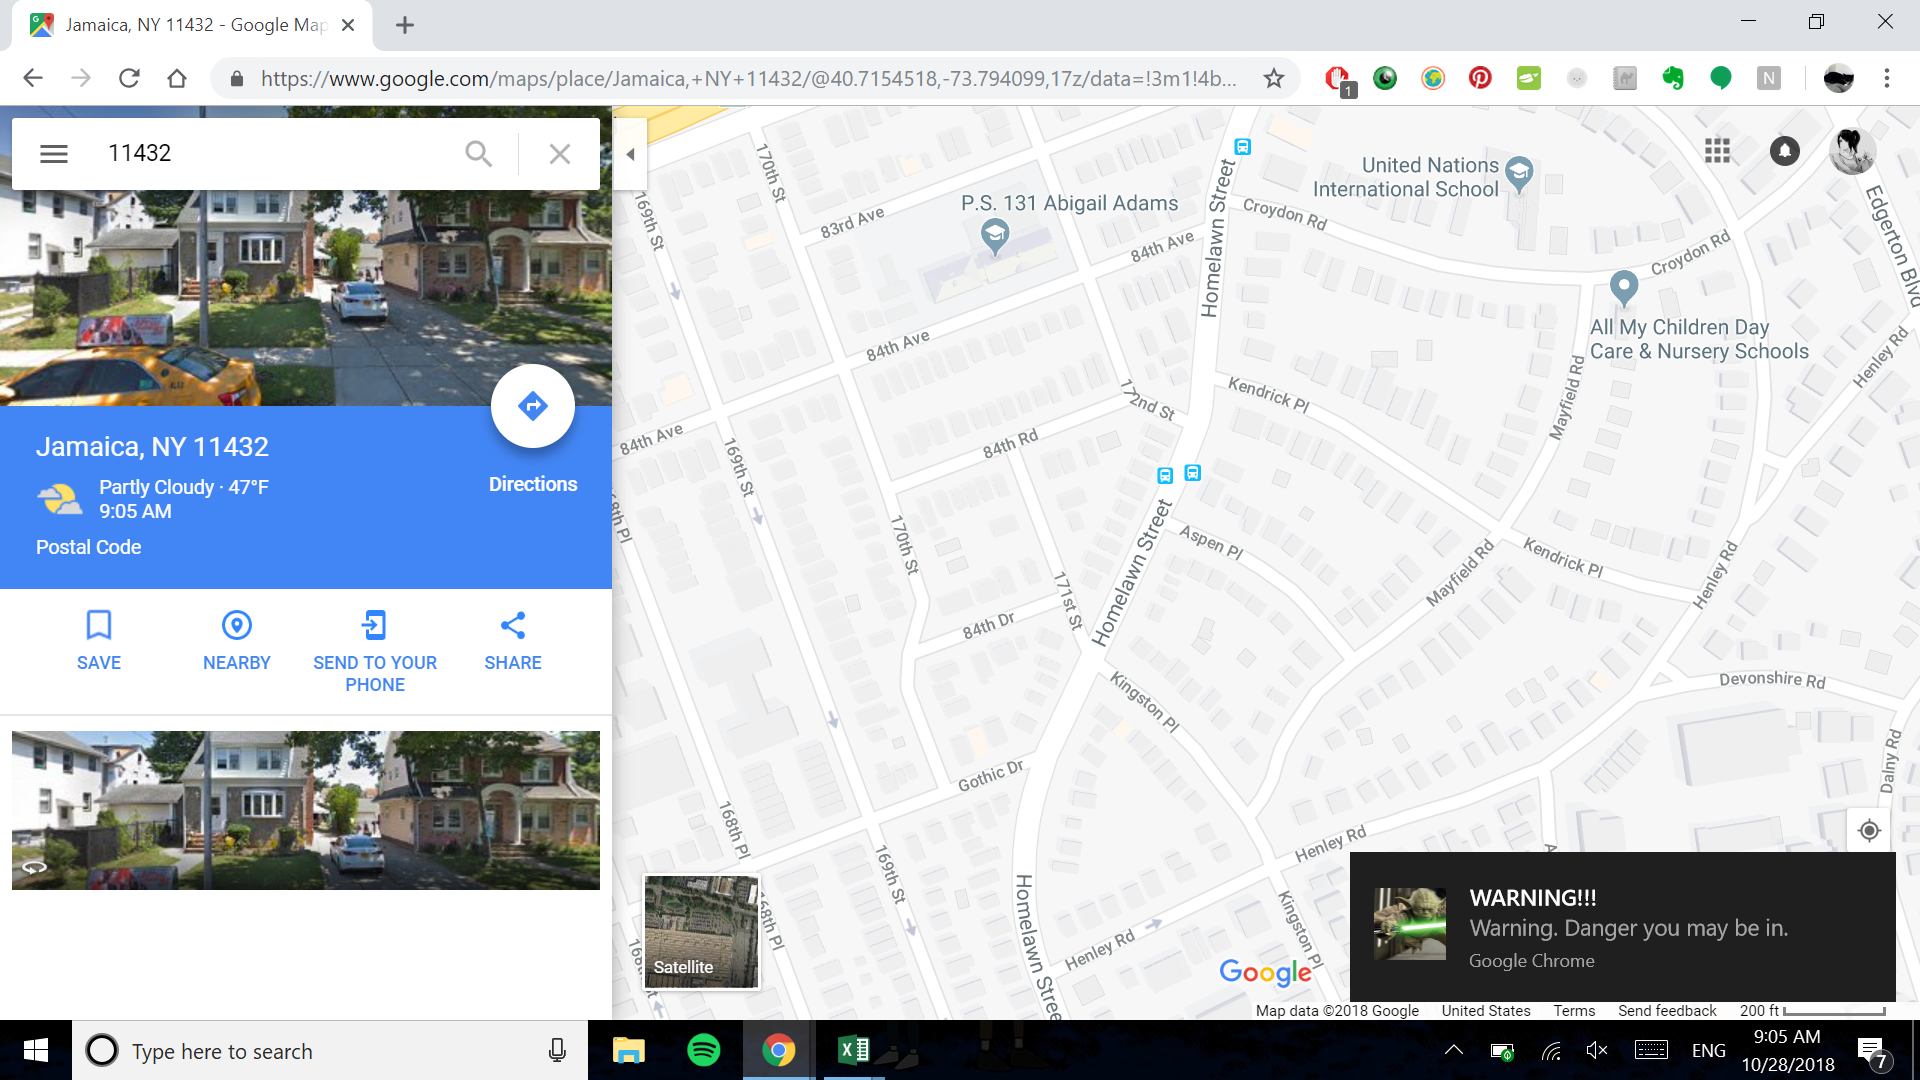 Jamaica, NY 11432 - Google Map
https://www.google.com/maps/place/Jamaica,+NY+11432/@40.7154518,-73.794099,17z/data=!3m1!4b...
1
N
11432
Jamaica, NY 11432
Partly Cloudy · 47°F
9:05 AM
Postal Code
Directions
SAVE
NEARBY
SEND TO YOUR
PHONE
SHARE
170th St
169th St
83rd Ave
P.S. 131 Abigail Adams
84th Ave
Homelawn Street
United Nations
International School
Croydon Rd
Croydon Rd
Edgerton Blvd
All My Children Day
Care & Nursery Schools
Henley Rd
84th Ave
84th Ave
169th St
84th Rd
172nd St
Kendrick Pl
Mayfield Rd
170th St
171st St
Homelawn Street
Aspen Pl
Mayfield Rd
Kendrick Pl
Henley Rd
84th Dr
Kingston Pl
Devonshire Rd
Dalny Rd
Gothic Dr
168th Pl
169th St
168th Pl
Homelawn Stree
Henley Rd
Henley Rd
Kingston Pl
Satellite
Google
WARNING!!!
Warning. Danger you may be in.
Google Chrome
Map data ©2018 Google
United States
Terms
Send feedback
200 ft
Type here to search
ENG
9:05 AM
10/28/2018
7